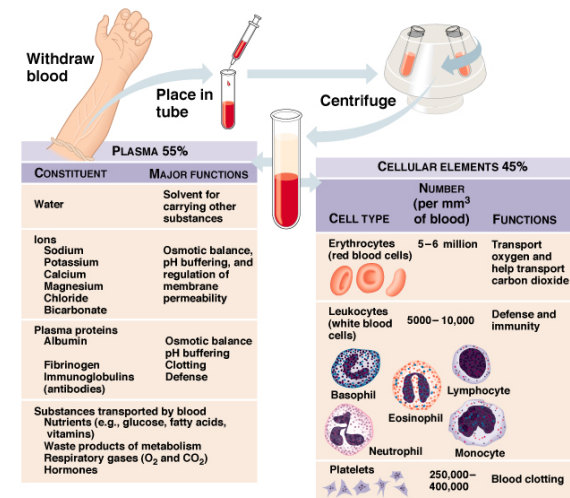 Withdraw
blood
Place in
tube
Centrifuge
PLASMA 55%
CONSTITUENT MAJOR FUNCTIONS
Water
Solvent for
carrying other
substances
Ions
Sodium
Potassium
Calcium
Magnesium
Chloride
Bicarbonate
Osmotic balance,
pH buffering, and
regulation of
membrane
permeability
Plasma proteins
Albumin
Osmotic balance
pH buffering
Fibrinogen Clotting
Immunoglobulins Defense
(antibodies)
Substances transported by blood
Nutrients (e.g., glucose, fatty acids,
vitamins)
Waste products of metabolism
Respiratory gases (O₂ and CO₂)
Hormones
CELLULAR ELEMENTS 45%
CELL TYPE
NUMBER
(per mm³
of blood)
FUNCTIONS
Erythrocytes
(red blood cells)
5–6 million
Transport
oxygen and
help transport
carbon dioxide
Leukocytes
(white blood
cells)
5000–10,000
Defense and
immunity
Basophil
Eosinophil
Lymphocyte
Neutrophil
Monocyte
Platelets
250,000–
400,000
Blood clotting